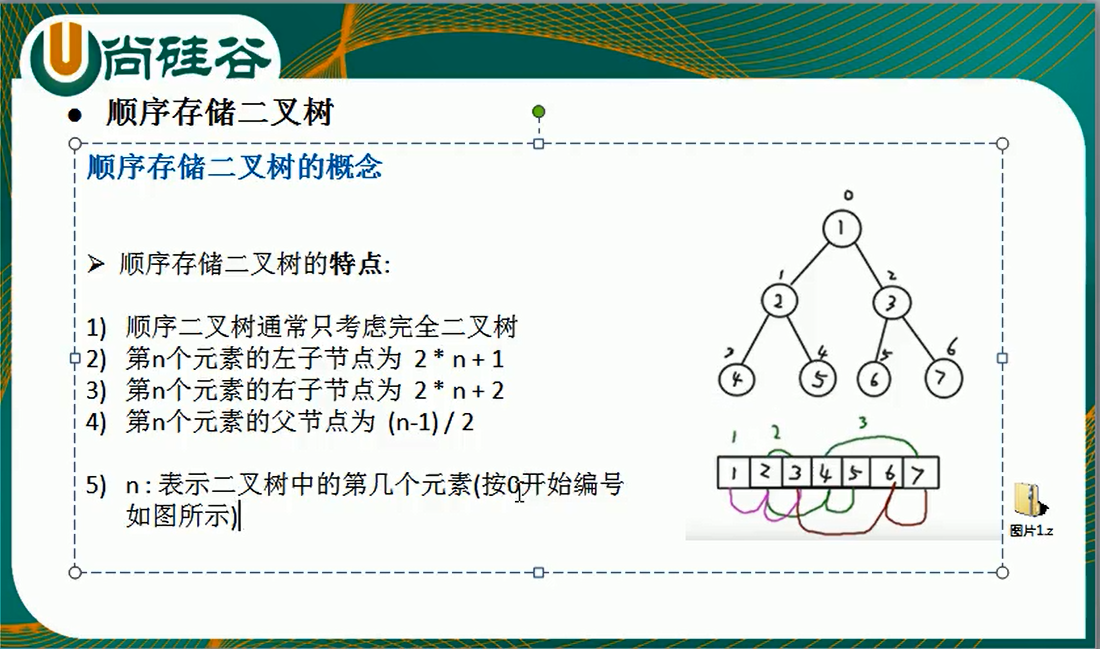 尚硅谷
● 顺序存储二叉树
顺序存储二叉树的概念
➢ 顺序存储二叉树的特点:
1) 顺序二叉树通常只考虑完全二叉树
2) 第n个元素的左子节点为 2 * n + 1
3) 第n个元素的右子节点为 2 * n + 2
4) 第n个元素的父节点为 (n-1) / 2
5) n : 表示二叉树中的第几个元素(按0开始编号
如图所示)
0
1
1 2
2 3
3 4 5 6
4 5 6 7
1 2 3
1 2 3 4 5 6 7
图片1.z